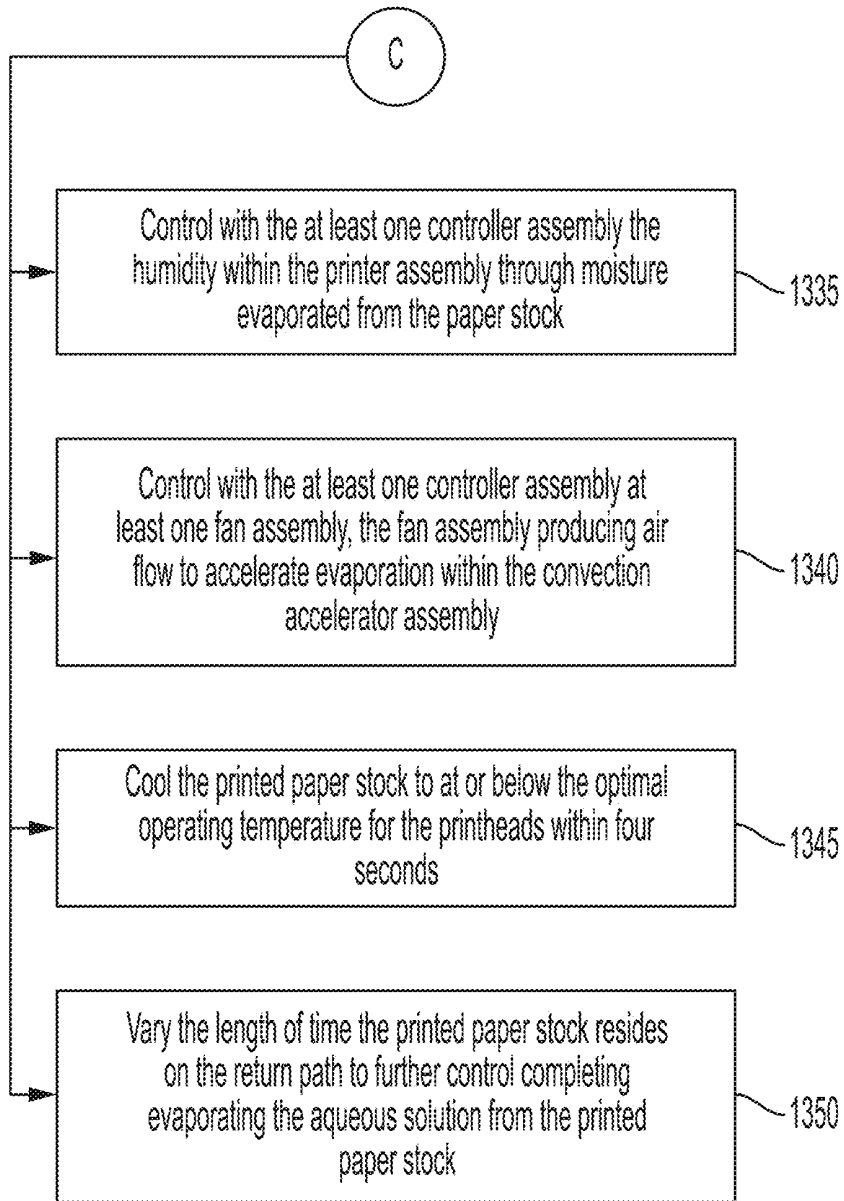 C
Control with the at least one controller assembly the
humidity within the printer assembly through moisture
evaporated from the paper stock
1335
Control with the at least one controller assembly at
least one fan assembly, the fan assembly producing air
flow to accelerate evaporation within the convection
accelerator assembly
1340
Cool the printed paper stock to at or below the optimal
operating temperature for the printheads within four
seconds
1345
Vary the length of time the printed paper stock resides
on the return path to further control completing
evaporating the aqueous solution from the printed
paper stock
1350